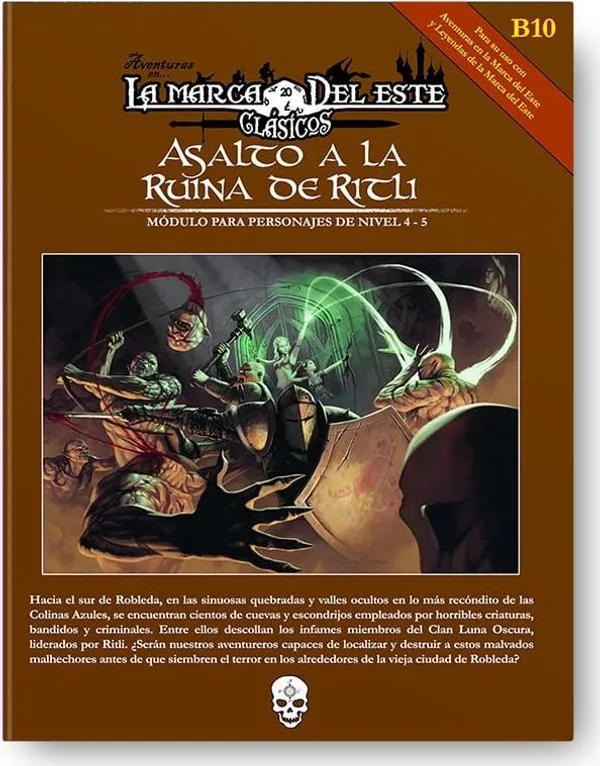 B10
Para su uso con
Aventuras en la Marca del Este
y Leyendas de la Marca del Este
Aventuras
en...
LA MARCA DEL ESTE
20
CLÁSICOS
ASALTO A LA
RUINA DE RITLI
MÓDULO PARA PERSONAJES DE NIVEL 4 - 5
Hacia el sur de Robleda, en las sinuosas quebradas y valles ocultos en lo más recóndito de las
Colinas Azules, se encuentran cientos de cuevas y escondrijos empleados por horribles criaturas,
bandidos y criminales. Entre ellos descollan los infames miembros del Clan Luna Oscura,
liderados por Ritli. ¿Serán nuestros aventureros capaces de localizar y destruir a estos malvados
malhechores antes de que siembren el terror en los alrededores de la vieja ciudad de Robleda?